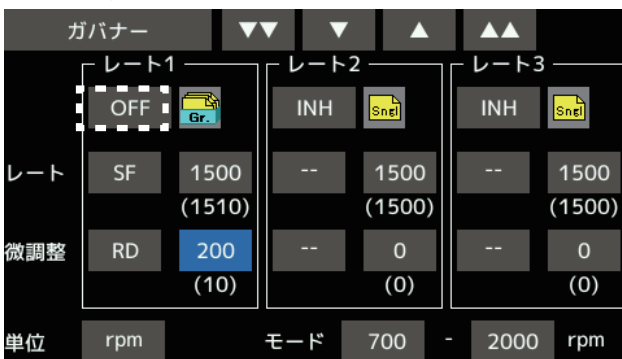 ガバナー ▼▼ ▼ ▲ ▲▲
レート1 レート2 レート3
OFF Gr. INH Sngl INH Sngl
レート SF 1500 -- 1500 -- 1500
(1510) (1500) (1500)
微調整 RD 200 -- 0 -- 0
(10) (0) (0)
単位 rpm モード 700 - 2000 rpm